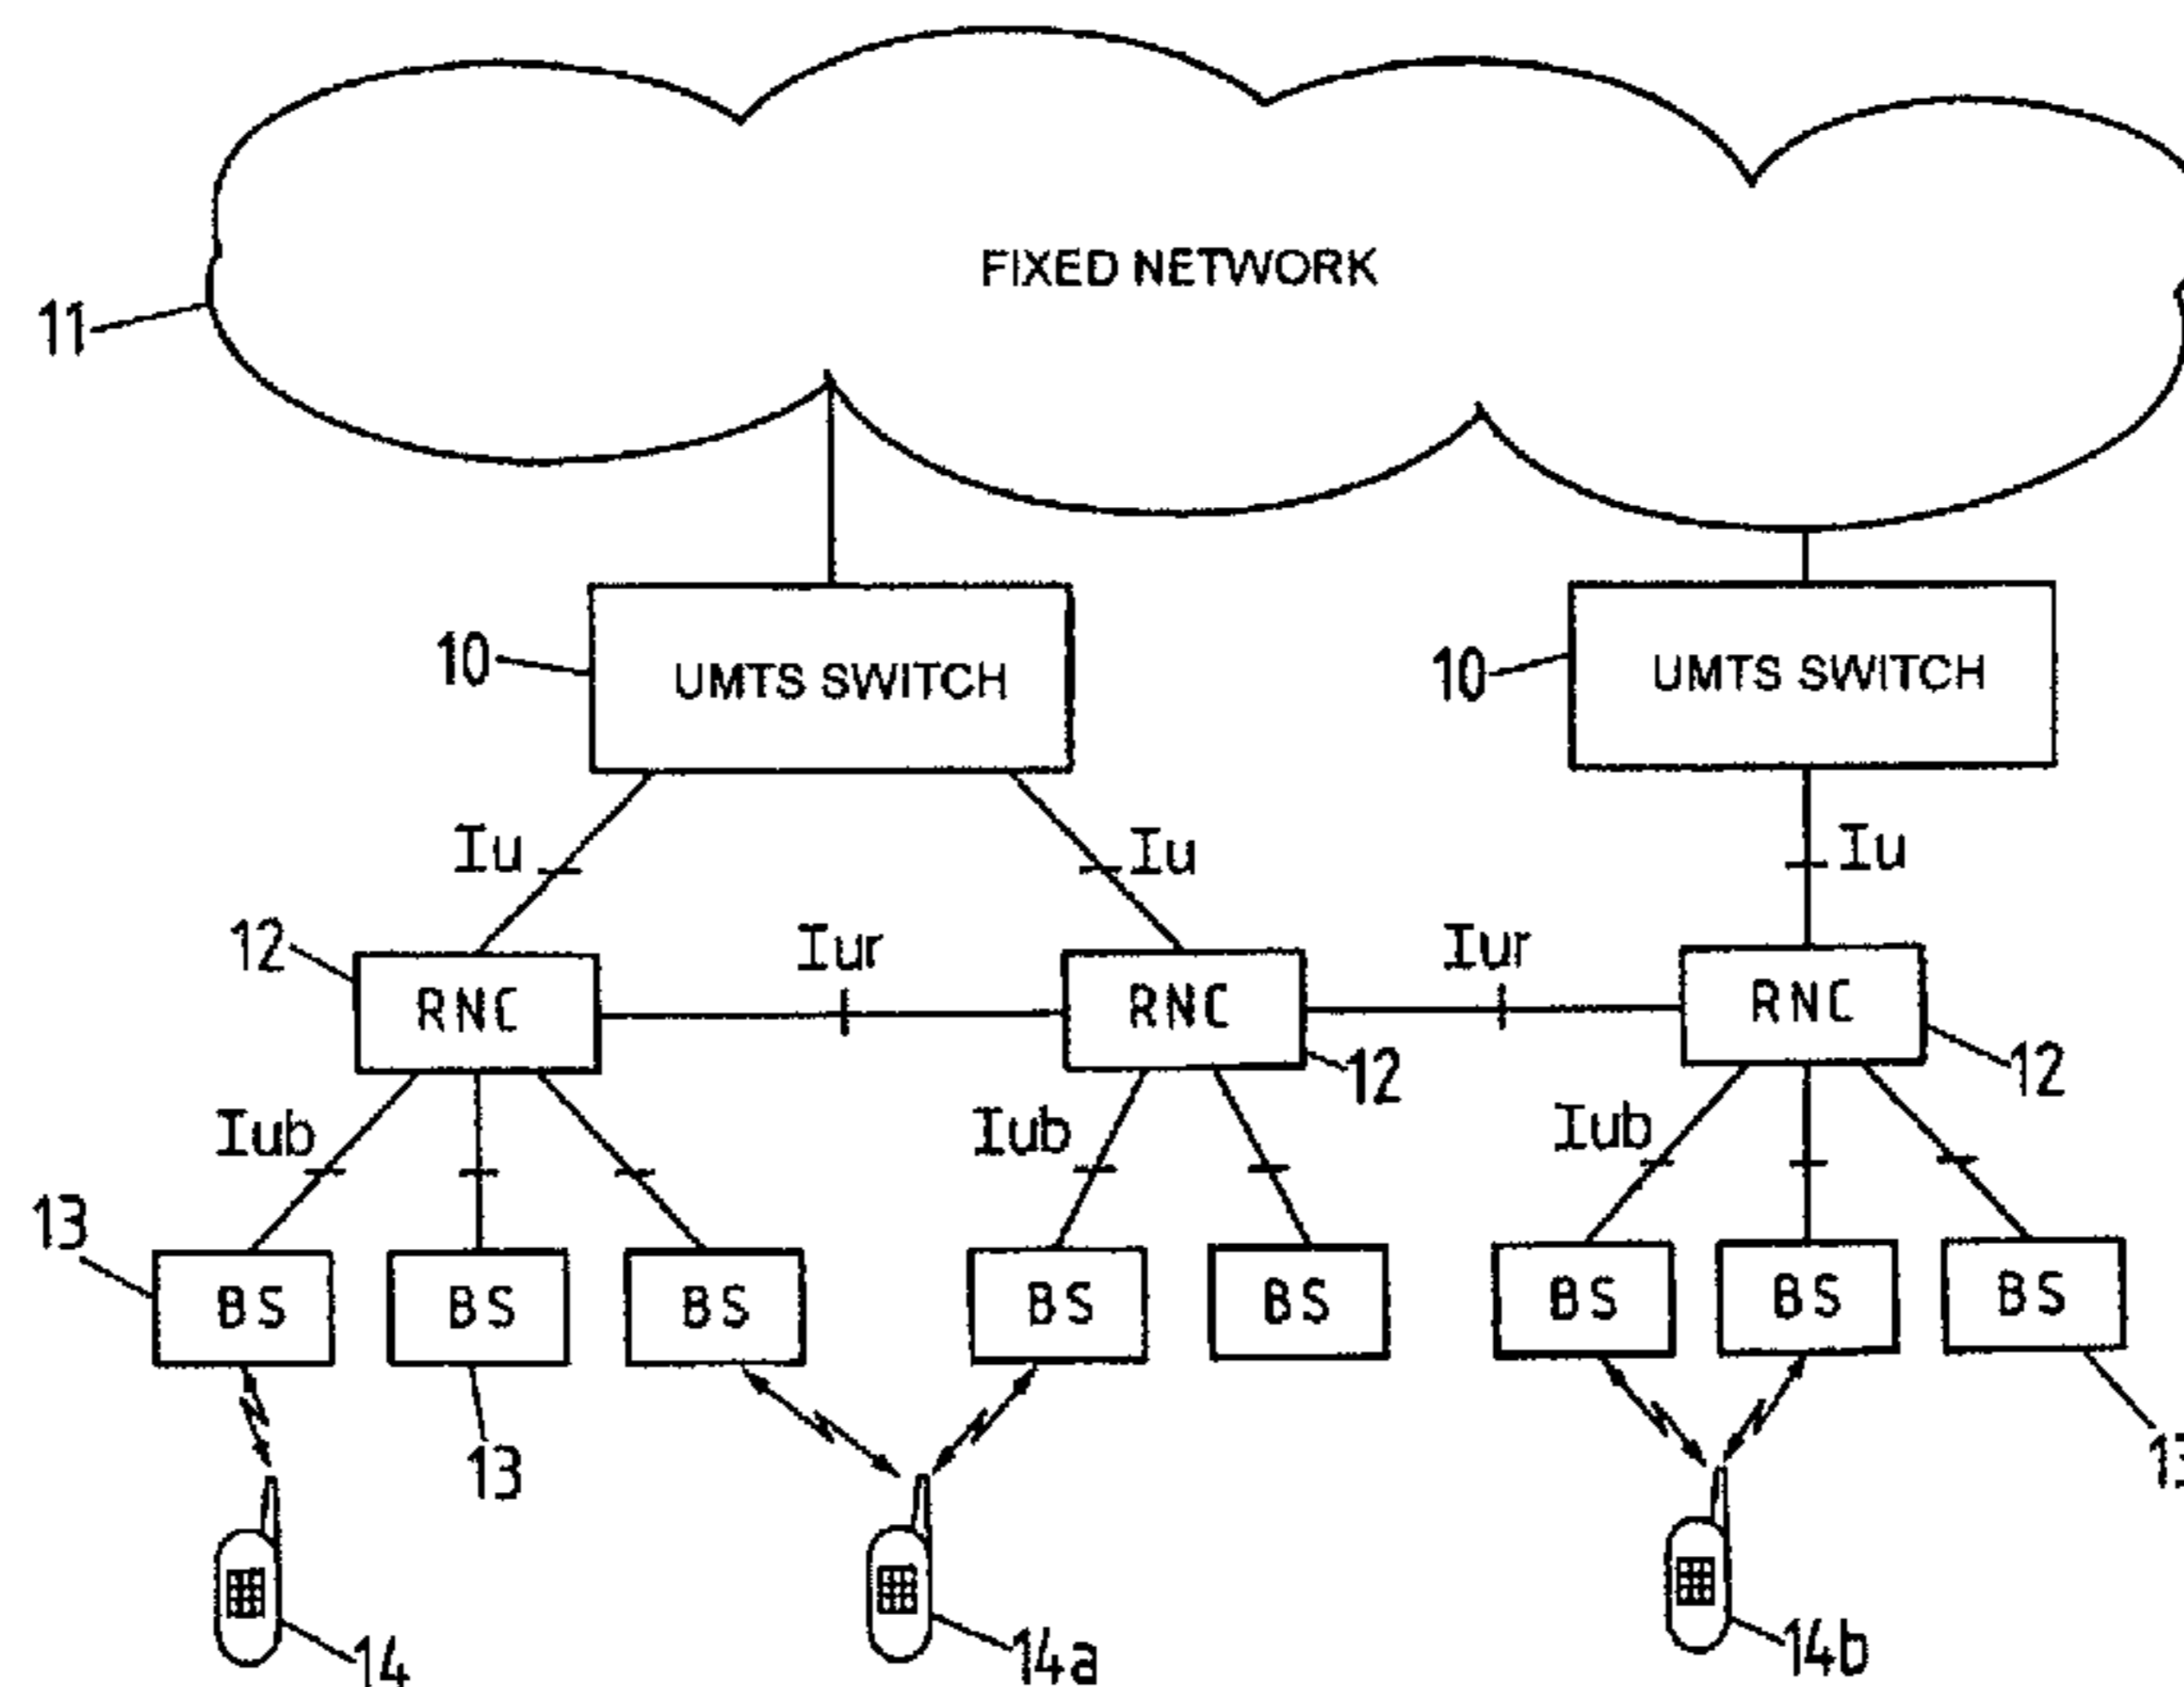 FIXED NETWORK
11
10
UMTS SWITCH
10
UMTS SWITCH
Iu
Iu
Iu
12
Iur
Iur
RNC
RNC
RNC
12
12
Iub
Iub
Iub
13
BS
BS
BS
BS
BS
BS
BS
BS
13
14
14a
14b